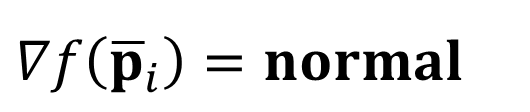 ∇f(p̅ᵢ) = normal